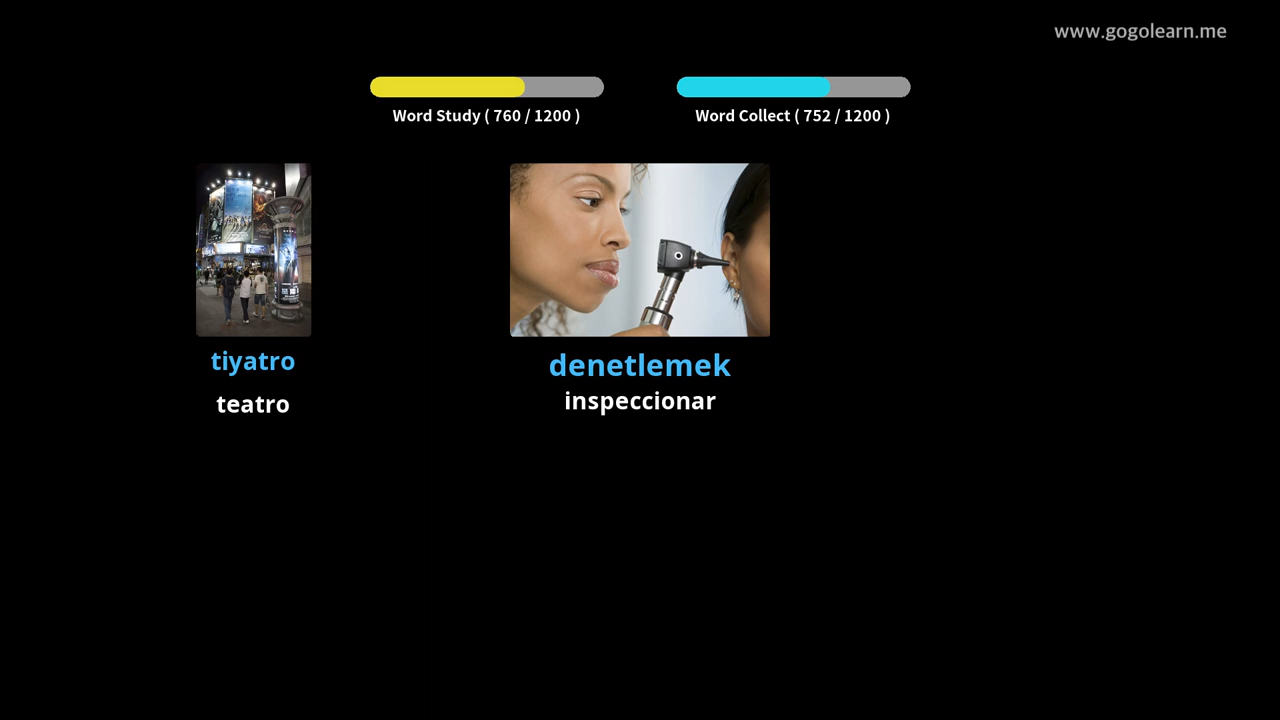 www.gogolearn.me
Word Study ( 760 / 1200 )
Word Collect ( 752 / 1200 )
tiyatro
teatro
denetlemek
inspeccionar